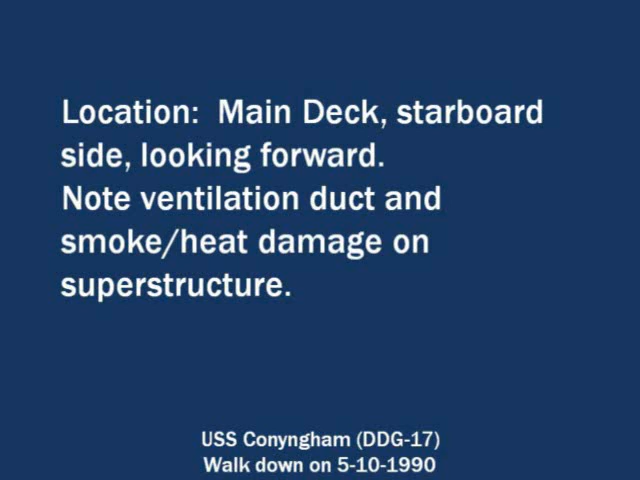 Location:  Main Deck, starboard
side, looking forward.
Note ventilation duct and
smoke/heat damage on
superstructure.
USS Conyngham (DDG-17)
Walk down on 5-10-1990